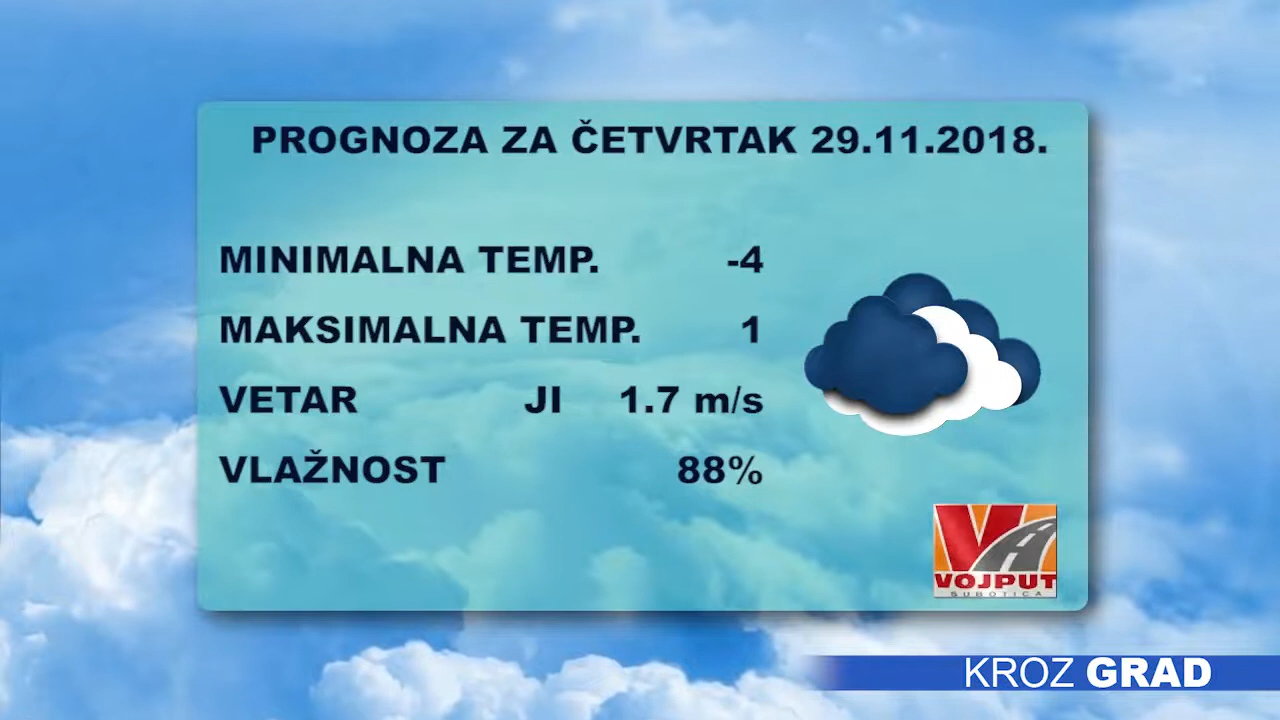 PROGNOZA ZA ČETVRTAK 29.11.2018.
MINIMALNA TEMP. -4
MAKSIMALNA TEMP. 1
VETAR JI 1.7 m/s
VLAŽNOST 88%
VOJPUT
SUBOTICA
KROZ GRAD